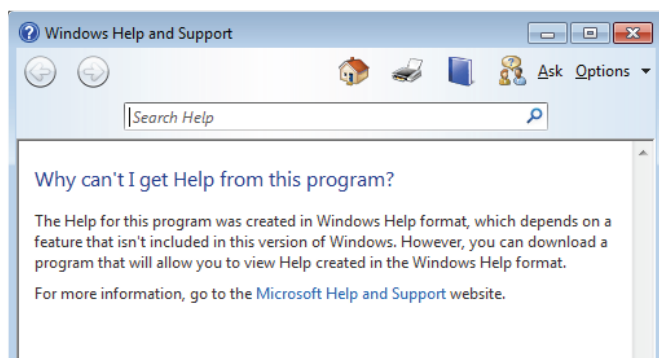 Windows Help and Support
Ask Options
Search Help
Why can't I get Help from this program?
The Help for this program was created in Windows Help format, which depends on a
feature that isn't included in this version of Windows. However, you can download a
program that will allow you to view Help created in the Windows Help format.
For more information, go to the Microsoft Help and Support website.